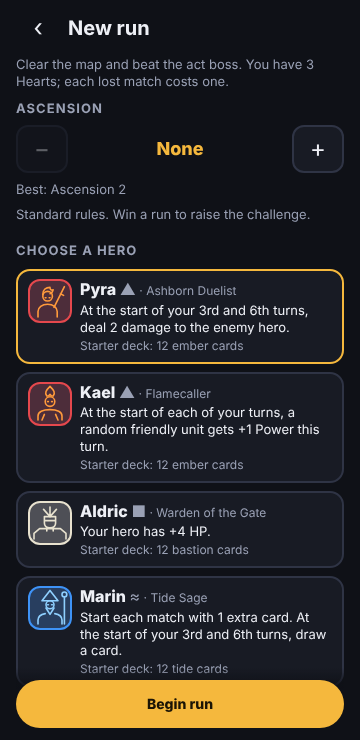 New run
Clear the map and beat the act boss. You have 3
Hearts; each lost match costs one.
ASCENSION
None
Best: Ascension 2
Standard rules. Win a run to raise the challenge.
CHOOSE A HERO
Pyra ▲ · Ashborn Duelist
At the start of your 3rd and 6th turns,
deal 2 damage to the enemy hero.
Starter deck: 12 ember cards
Kael ▲ · Flamecaller
At the start of each of your turns, a
random friendly unit gets +1 Power this
turn.
Starter deck: 12 ember cards
Aldric ■ · Warden of the Gate
Your hero has +4 HP.
Starter deck: 12 bastion cards
Marin ≈ · Tide Sage
Start each match with 1 extra card. At
the start of your 3rd and 6th turns, draw
a card.
Starter deck: 12 tide cards
Begin run